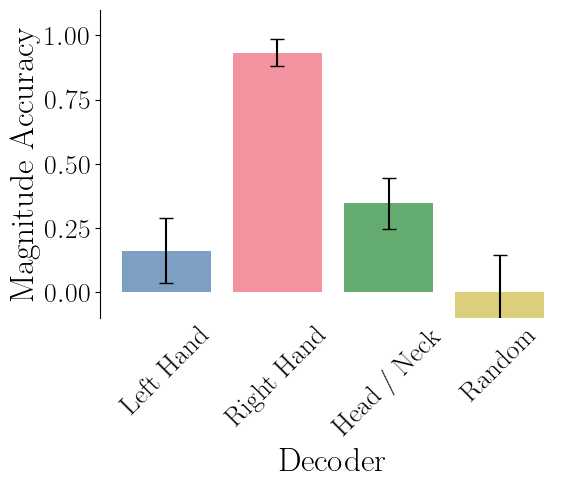 Magnitude Accuracy
1.00
0.75
0.50
0.25
0.00
Left Hand
Right Hand
Head / Neck
Random
Decoder